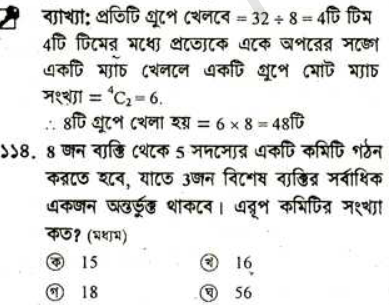 ব্যাখ্যা: প্রতিটি গ্রুপে খেলবে = 32 ÷ 8 = 4টি টিম
4টি টিমের মধ্যে প্রত্যেকে একে অপরের সঙ্গে
একটি ম্যাচ খেললে একটি গ্রুপে মোট ম্যাচ
সংখ্যা = ⁴C₂ = 6.
∴ 8টি গ্রুপে খেলা হয় = 6 × 8 = 48টি
১১৪. 8 জন ব্যক্তি থেকে 5 সদস্যের একটি কমিটি গঠন
করতে হবে, যাতে 3জন বিশেষ ব্যক্তির সর্বাধিক
একজন অন্তর্ভুক্ত থাকবে। এরূপ কমিটির সংখ্যা
কত? (মধ্যম)
ক 15 খ 16
গ 18 ঘ 56